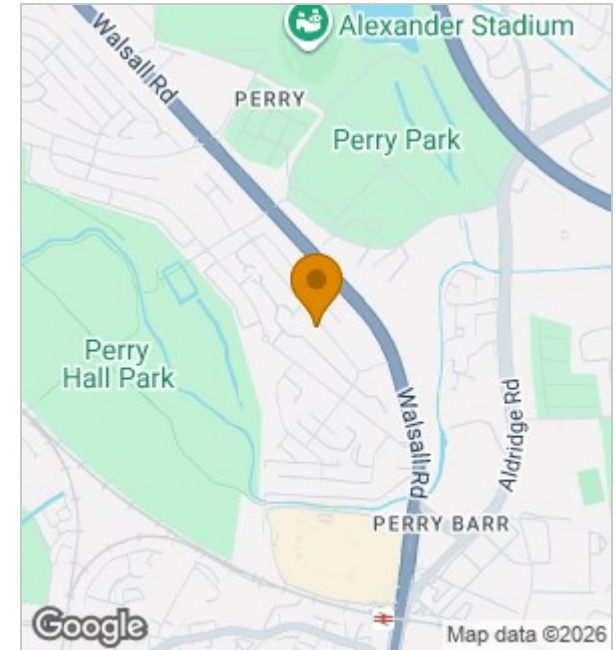 Alexander Stadium
Walsall Rd
PERRY
Perry Park
Perry
Hall Park
Walsall Rd
Aldridge Rd
PERRY BARR
Google
Map data ©2026